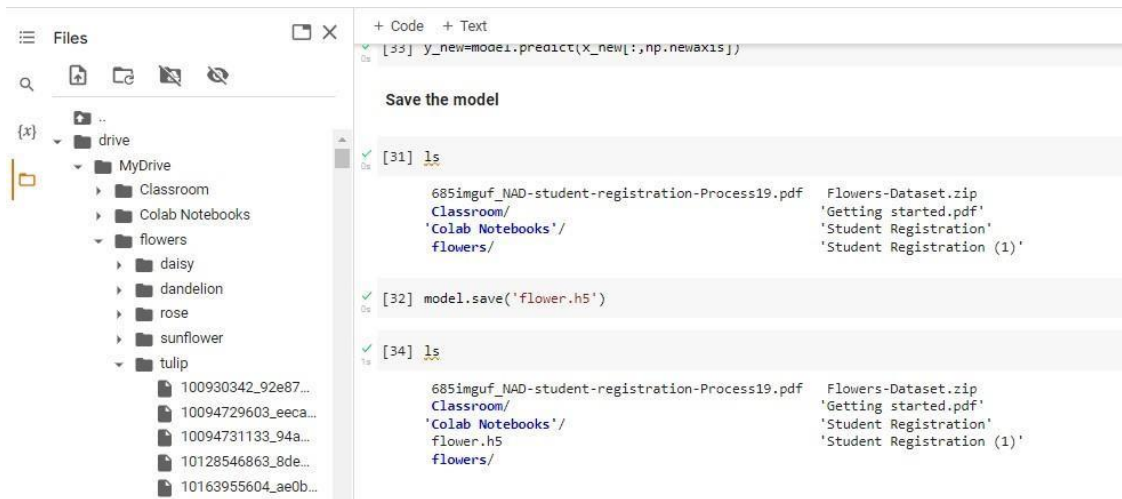 Files
{x}
..
drive
MyDrive
Classroom
Colab Notebooks
flowers
daisy
dandelion
rose
sunflower
tulip
100930342_92e87...
10094729603_eeca...
10094731133_94a...
10128546863_8de...
10163955604_ae0b...
+ Code + Text
0s [33] y_new=model.predict(x_new[:,np.newaxis])
Save the model
0s [31] ls
685imguf_NAD-student-registration-Process19.pdf Flowers-Dataset.zip
Classroom/ 'Getting started.pdf'
'Colab Notebooks'/ 'Student Registration'
flowers/ 'Student Registration (1)'
0s [32] model.save('flower.h5')
1s [34] ls
685imguf_NAD-student-registration-Process19.pdf Flowers-Dataset.zip
Classroom/ 'Getting started.pdf'
'Colab Notebooks'/ 'Student Registration'
flower.h5 'Student Registration (1)'
flowers/